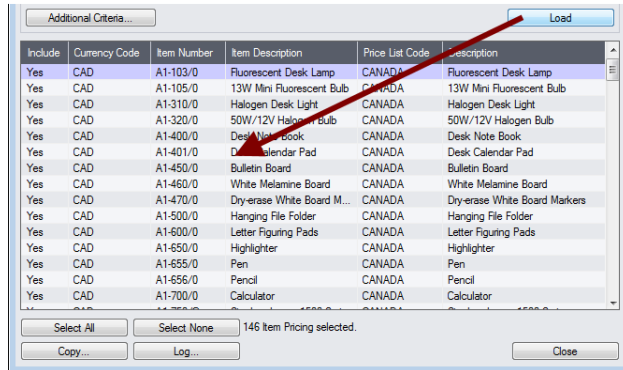 Additional Criteria... Load
Include Currency Code Item Number Item Description Price List Code Description
Yes CAD A1-103/0 Fluorescent Desk Lamp CANADA Fluorescent Desk Lamp
Yes CAD A1-105/0 13W Mini Fluorescent Bulb CANADA 13W Mini Fluorescent Bulb
Yes CAD A1-310/0 Halogen Desk Light CANADA Halogen Desk Light
Yes CAD A1-320/0 50W/12V Halogen Bulb CANADA 50W/12V Halogen Bulb
Yes CAD A1-400/0 Desk Note Book CANADA Desk Note Book
Yes CAD A1-401/0 Desk Calendar Pad CANADA Desk Calendar Pad
Yes CAD A1-450/0 Bulletin Board CANADA Bulletin Board
Yes CAD A1-460/0 White Melamine Board CANADA White Melamine Board
Yes CAD A1-470/0 Dry-erase White Board M... CANADA Dry-erase White Board Markers
Yes CAD A1-500/0 Hanging File Folder CANADA Hanging File Folder
Yes CAD A1-600/0 Letter Figuring Pads CANADA Letter Figuring Pads
Yes CAD A1-650/0 Highlighter CANADA Highlighter
Yes CAD A1-655/0 Pen CANADA Pen
Yes CAD A1-656/0 Pencil CANADA Pencil
Yes CAD A1-700/0 Calculator CANADA Calculator
Select All Select None 146 Item Pricing selected.
Copy... Log... Close